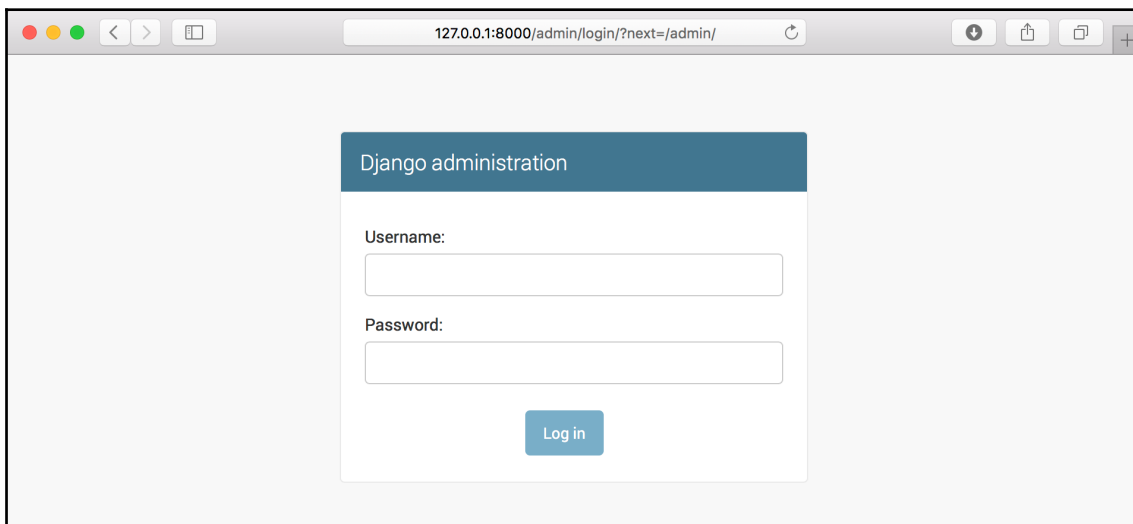 127.0.0.1:8000/admin/login/?next=/admin/
Django administration
Username:
Password:
Log in